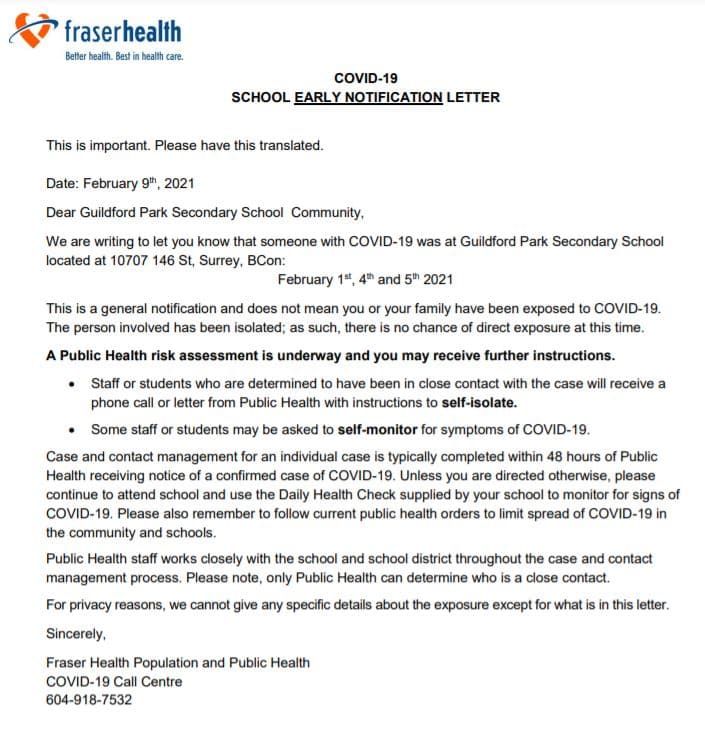 fraserhealth
Better health. Best in health care.
COVID-19
SCHOOL EARLY NOTIFICATION LETTER
This is important. Please have this translated.
Date: February 9th, 2021
Dear Guildford Park Secondary School  Community,
We are writing to let you know that someone with COVID-19 was at Guildford Park Secondary School
located at 10707 146 St, Surrey, BCon:
February 1st, 4th and 5th 2021
This is a general notification and does not mean you or your family have been exposed to COVID-19.
The person involved has been isolated; as such, there is no chance of direct exposure at this time.
A Public Health risk assessment is underway and you may receive further instructions.
• Staff or students who are determined to have been in close contact with the case will receive a
phone call or letter from Public Health with instructions to self-isolate.
• Some staff or students may be asked to self-monitor for symptoms of COVID-19.
Case and contact management for an individual case is typically completed within 48 hours of Public
Health receiving notice of a confirmed case of COVID-19. Unless you are directed otherwise, please
continue to attend school and use the Daily Health Check supplied by your school to monitor for signs of
COVID-19. Please also remember to follow current public health orders to limit spread of COVID-19 in
the community and schools.
Public Health staff works closely with the school and school district throughout the case and contact
management process. Please note, only Public Health can determine who is a close contact.
For privacy reasons, we cannot give any specific details about the exposure except for what is in this letter.
Sincerely,
Fraser Health Population and Public Health
COVID-19 Call Centre
604-918-7532